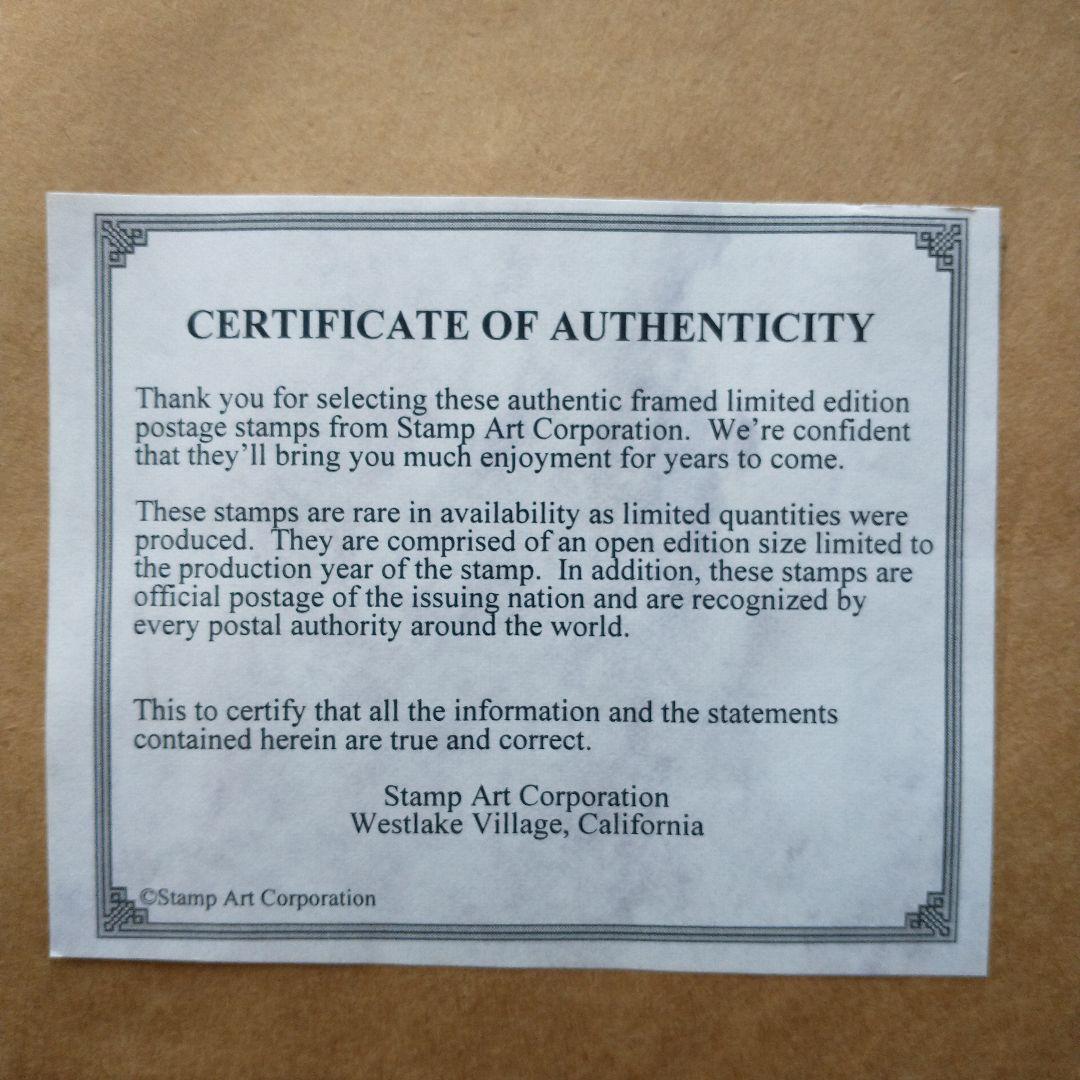 CERTIFICATE OF AUTHENTICITY
Thank you for selecting these authentic framed limited edition
postage stamps from Stamp Art Corporation.  We're confident
that they'll bring you much enjoyment for years to come.
These stamps are rare in availability as limited quantities were
produced.  They are comprised of an open edition size limited to
the production year of the stamp.  In addition, these stamps are
official postage of the issuing nation and are recognized by
every postal authority around the world.
This to certify that all the information and the statements
contained herein are true and correct.
Stamp Art Corporation
Westlake Village, California
©Stamp Art Corporation